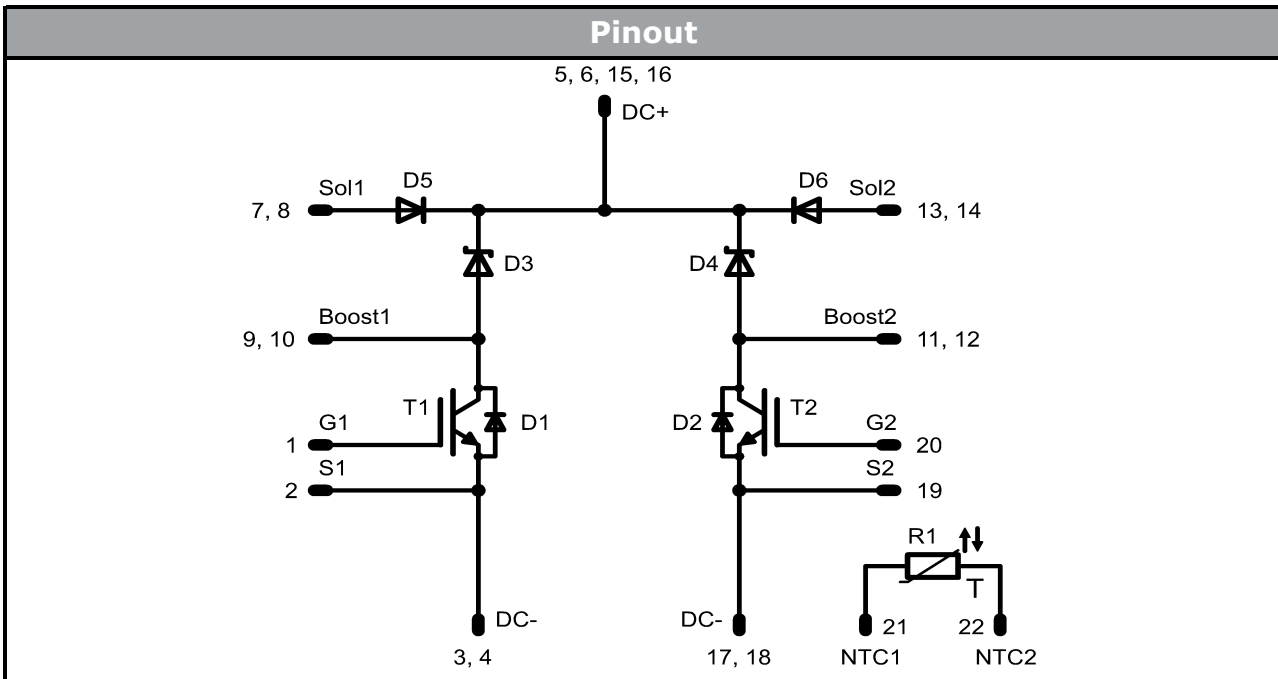 Pinout
5, 6, 15, 16
DC+
D5
D6
Sol1
Sol2
7, 8
13, 14
D3
D4
Boost1
Boost2
9, 10
11, 12
T1
D1
D2
T2
G1
G2
1
20
S1
S2
2
19
R1
T
DC-
DC-
21
22
3, 4
17, 18
NTC1
NTC2